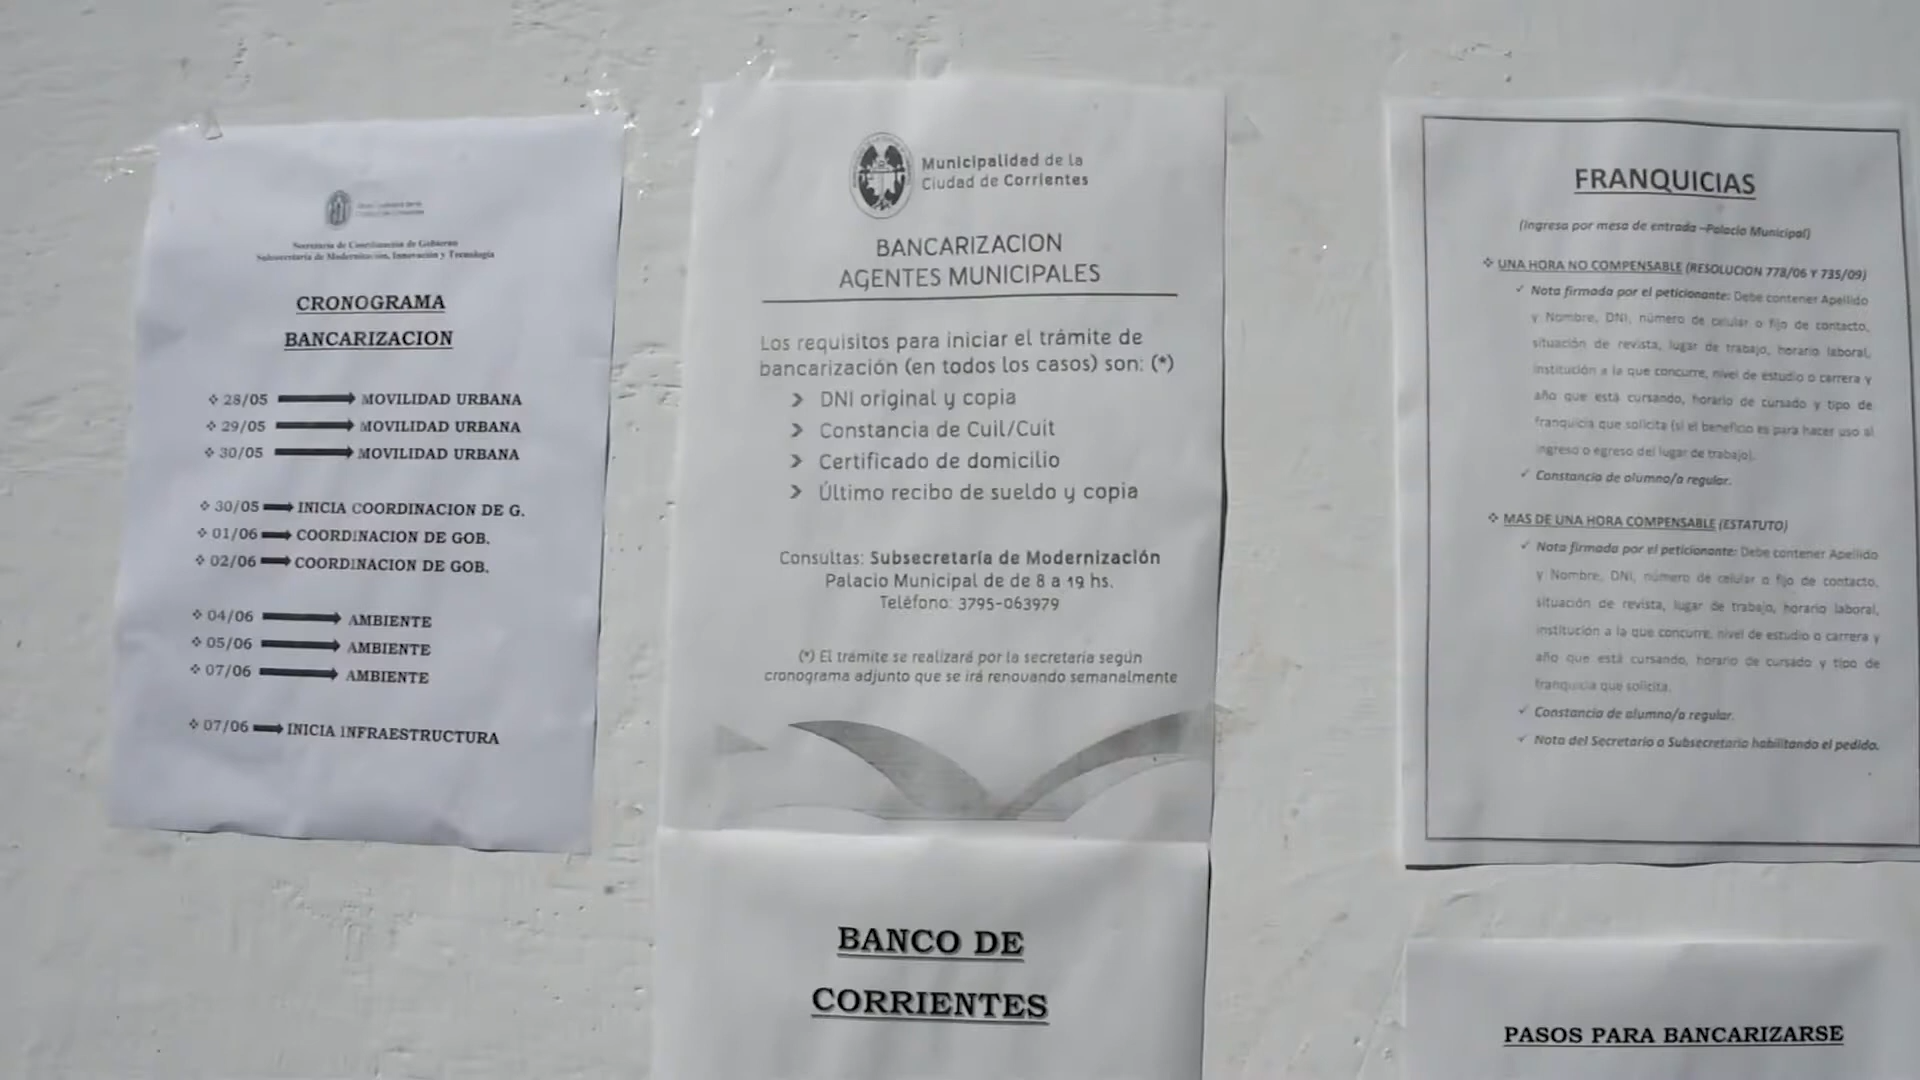 Secretaria de Coordinación de Gobierno
Subsecretaria de Modernización, Innovación y Tecnología
CRONOGRAMA
BANCARIZACION
28/05 MOVILIDAD URBANA
29/05 MOVILIDAD URBANA
30/05 MOVILIDAD URBANA
30/05 INICIA COORDINACION DE G.
01/06 COORDINACION DE GOB.
02/06 COORDINACION DE GOB.
04/06 AMBIENTE
05/06 AMBIENTE
07/06 AMBIENTE
07/06 INICIA INFRAESTRUCTURA
Municipalidad de la
Ciudad de Corrientes
BANCARIZACION
AGENTES MUNICIPALES
Los requisitos para iniciar el trámite de
bancarización (en todos los casos) son: (*)
DNI original y copia
Constancia de Cuil/Cuit
Certificado de domicilio
Último recibo de sueldo y copia
Consultas: Subsecretaría de Modernización
Palacio Municipal de de 8 a 19 hs.
Teléfono: 3795-063979
(*) El trámite se realizará por la secretaria según
cronograma adjunto que se irá renovando semanalmente
BANCO DE
CORRIENTES
FRANQUICIAS
(Ingresa por mesa de entrada –Palacio Municipal)
UNA HORA NO COMPENSABLE (RESOLUCION 778/06 Y 735/09)
Nota firmada por el peticionante: Debe contener Apellido
y Nombre, DNI, número de celular o fijo de contacto,
situación de revista, lugar de trabajo, horario laboral,
institución a la que concurre, nivel de estudio o carrera y
año que está cursando, horario de cursado y tipo de
franquicia que solicita (si el beneficio es para hacer uso al
ingreso o egreso del lugar de trabajo).
Constancia de alumno/a regular.
MAS DE UNA HORA COMPENSABLE (ESTATUTO)
Nota firmada por el peticionante: Debe contener Apellido
y Nombre, DNI, número de celular o fijo de contacto,
situación de revista, lugar de trabajo, horario laboral,
institución a la que concurre, nivel de estudio o carrera y
año que está cursando, horario de cursado y tipo de
franquicia que solicita.
Constancia de alumno/a regular.
Nota del Secretario o Subsecretario habilitando el pedido.
PASOS PARA BANCARIZARSE